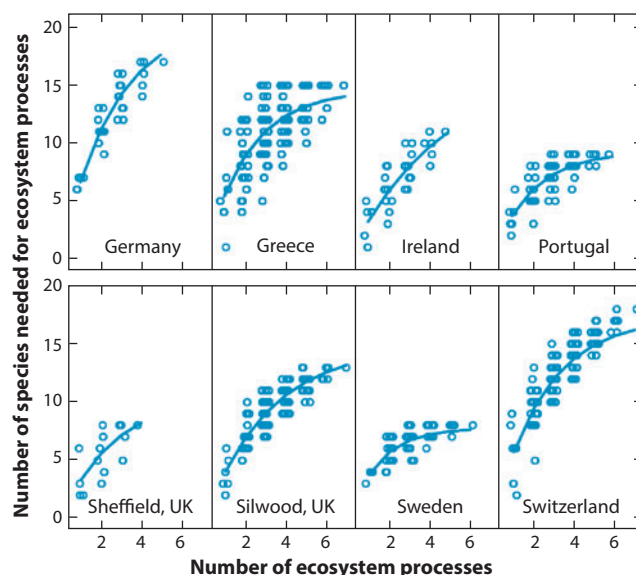 Number of species needed for ecosystem processes
20
15
10
5
0
Germany
Greece
Ireland
Portugal
20
15
10
5
0
Sheffield, UK
Silwood, UK
Sweden
Switzerland
2 4 6 2 4 6 2 4 6 2 4 6
Number of ecosystem processes